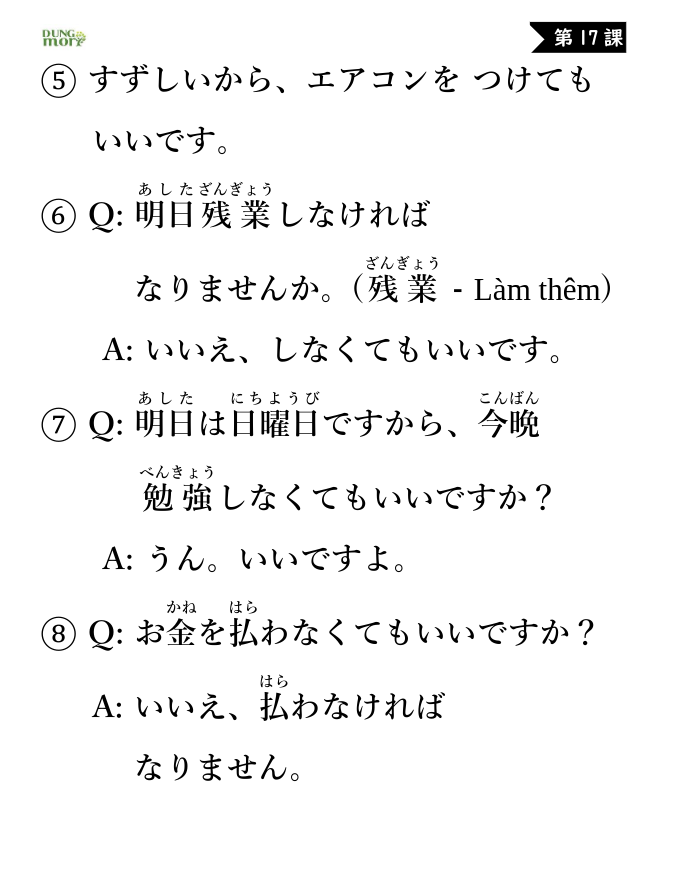 DUNG
mori
第17課
⑤ すずしいから、エアコンを つけても
いいです。
あした ざんぎょう
⑥ Q: 明日残業しなければ
ざんぎょう
なりませんか。（残業 - Làm thêm）
A: いいえ、しなくてもいいです。
あした にちようび こんばん
⑦ Q: 明日は日曜日ですから、今晩
べんきょう
勉強しなくてもいいですか？
A: うん。いいですよ。
かね はら
⑧ Q: お金を払わなくてもいいですか？
はら
A: いいえ、払わなければ
なりません。